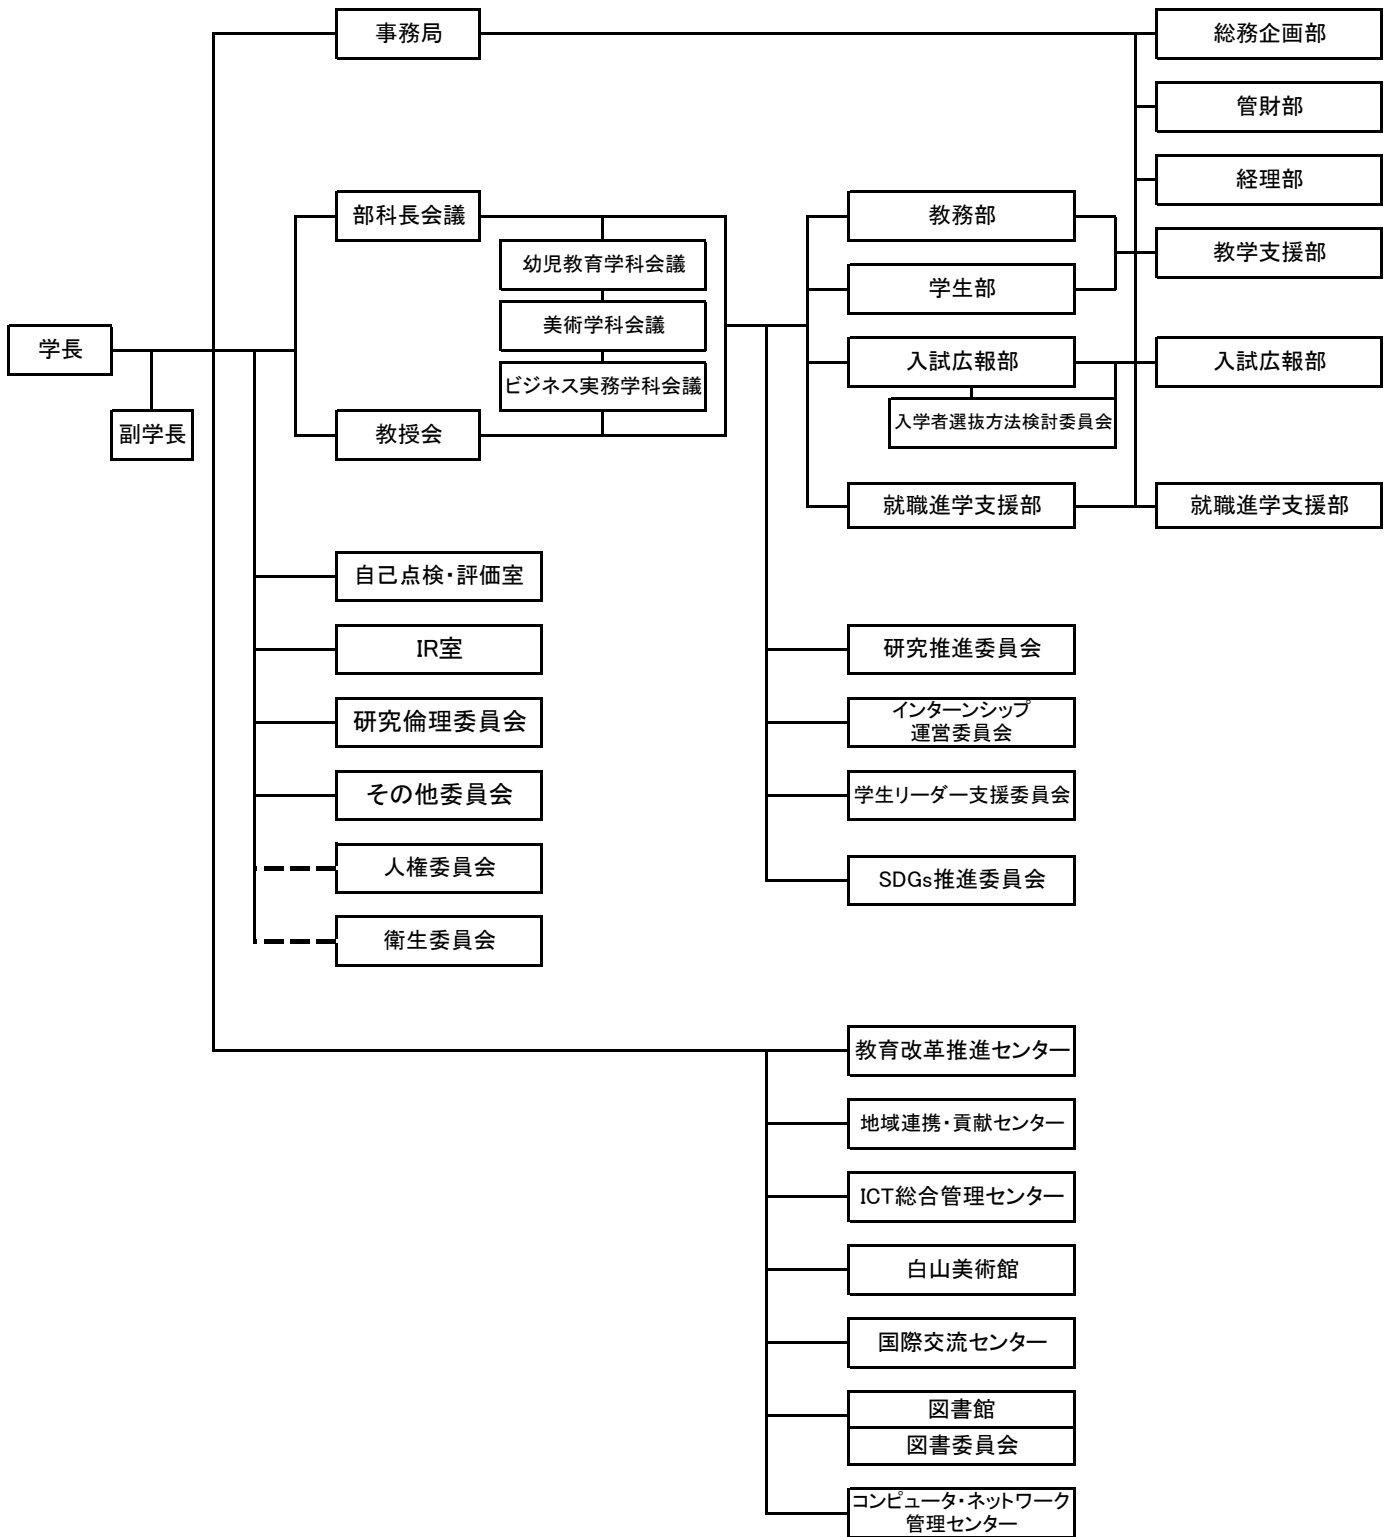 事務局
総務企画部
管財部
経理部
部科長会議
教務部
教学支援部
幼児教育学科会議
学生部
美術学科会議
学長
入試広報部
入試広報部
ビジネス実務学科会議
入学者選抜方法検討委員会
副学長
教授会
就職進学支援部
就職進学支援部
自己点検・評価室
IR室
研究推進委員会
研究倫理委員会
インターンシップ
運営委員会
その他委員会
学生リーダー支援委員会
人権委員会
SDGs推進委員会
衛生委員会
教育改革推進センター
地域連携・貢献センター
ICT総合管理センター
白山美術館
国際交流センター
図書館
図書委員会
コンピュータ・ネットワーク
管理センター